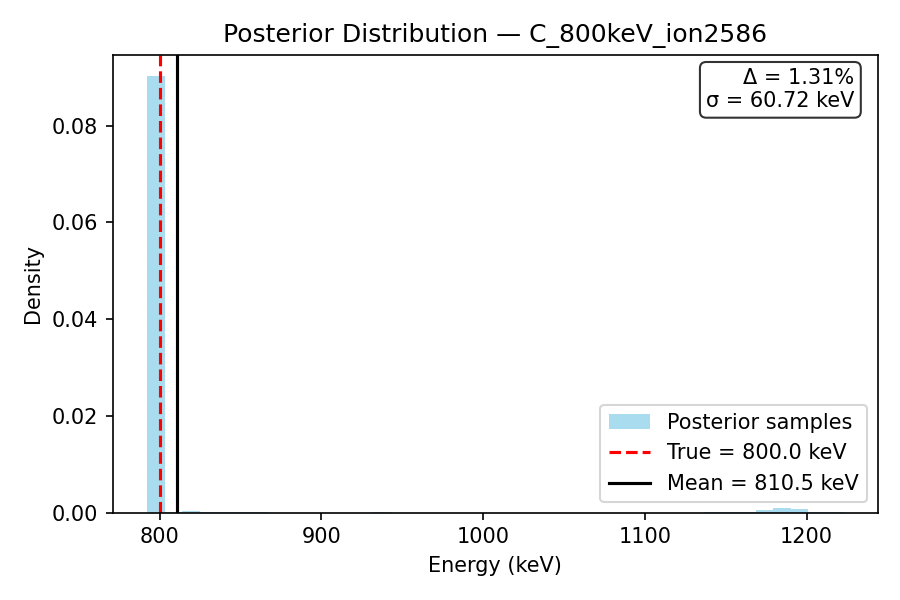 Posterior Distribution — C_800keV_ion2586
Δ = 1.31%
σ = 60.72 keV
0.08
0.06
0.04
0.02
0.00
Density
Posterior samples
True = 800.0 keV
Mean = 810.5 keV
800 900 1000 1100 1200
Energy (keV)